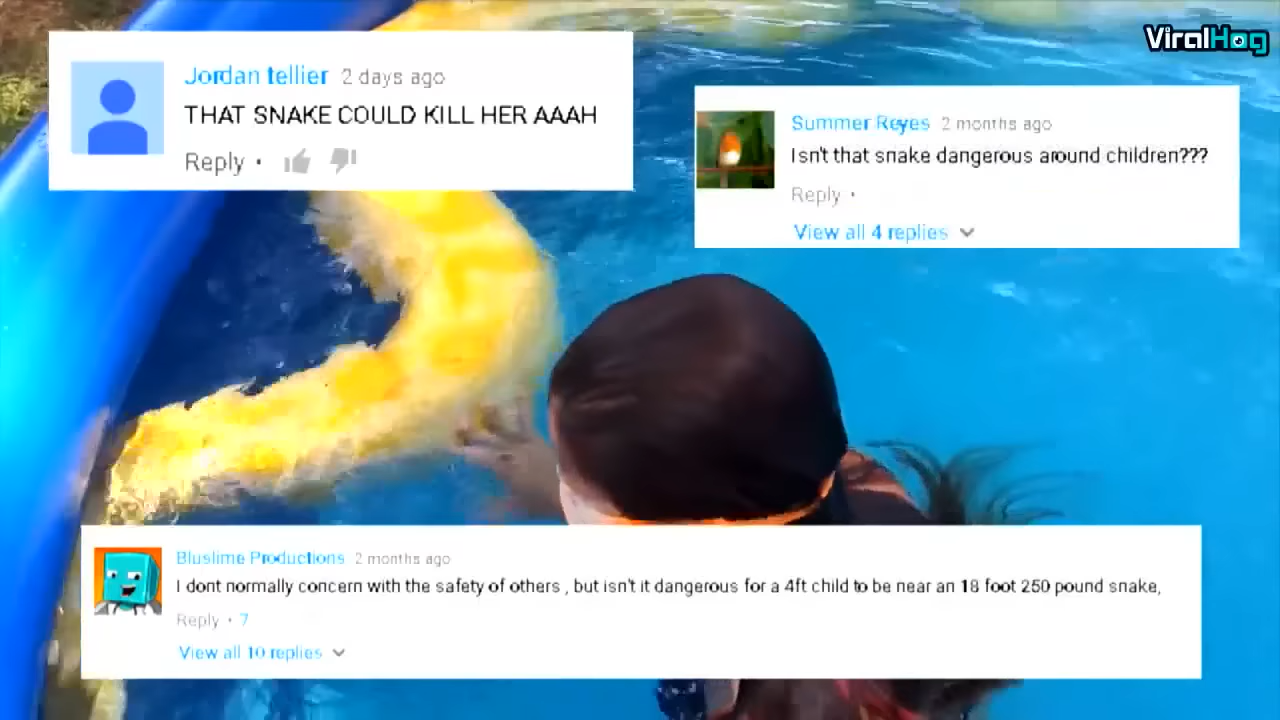 ViralHog
Jordan tellier 2 days ago
THAT SNAKE COULD KILL HER AAAH
Reply •
Summer Reyes 2 months ago
Isn't that snake dangerous around children???
Reply •
View all 4 replies
Bluslime Productions 2 months ago
I dont normally concern with the safety of others , but isn't it dangerous for a 4ft child to be near an 18 foot 250 pound snake,
Reply • 7
View all 10 replies